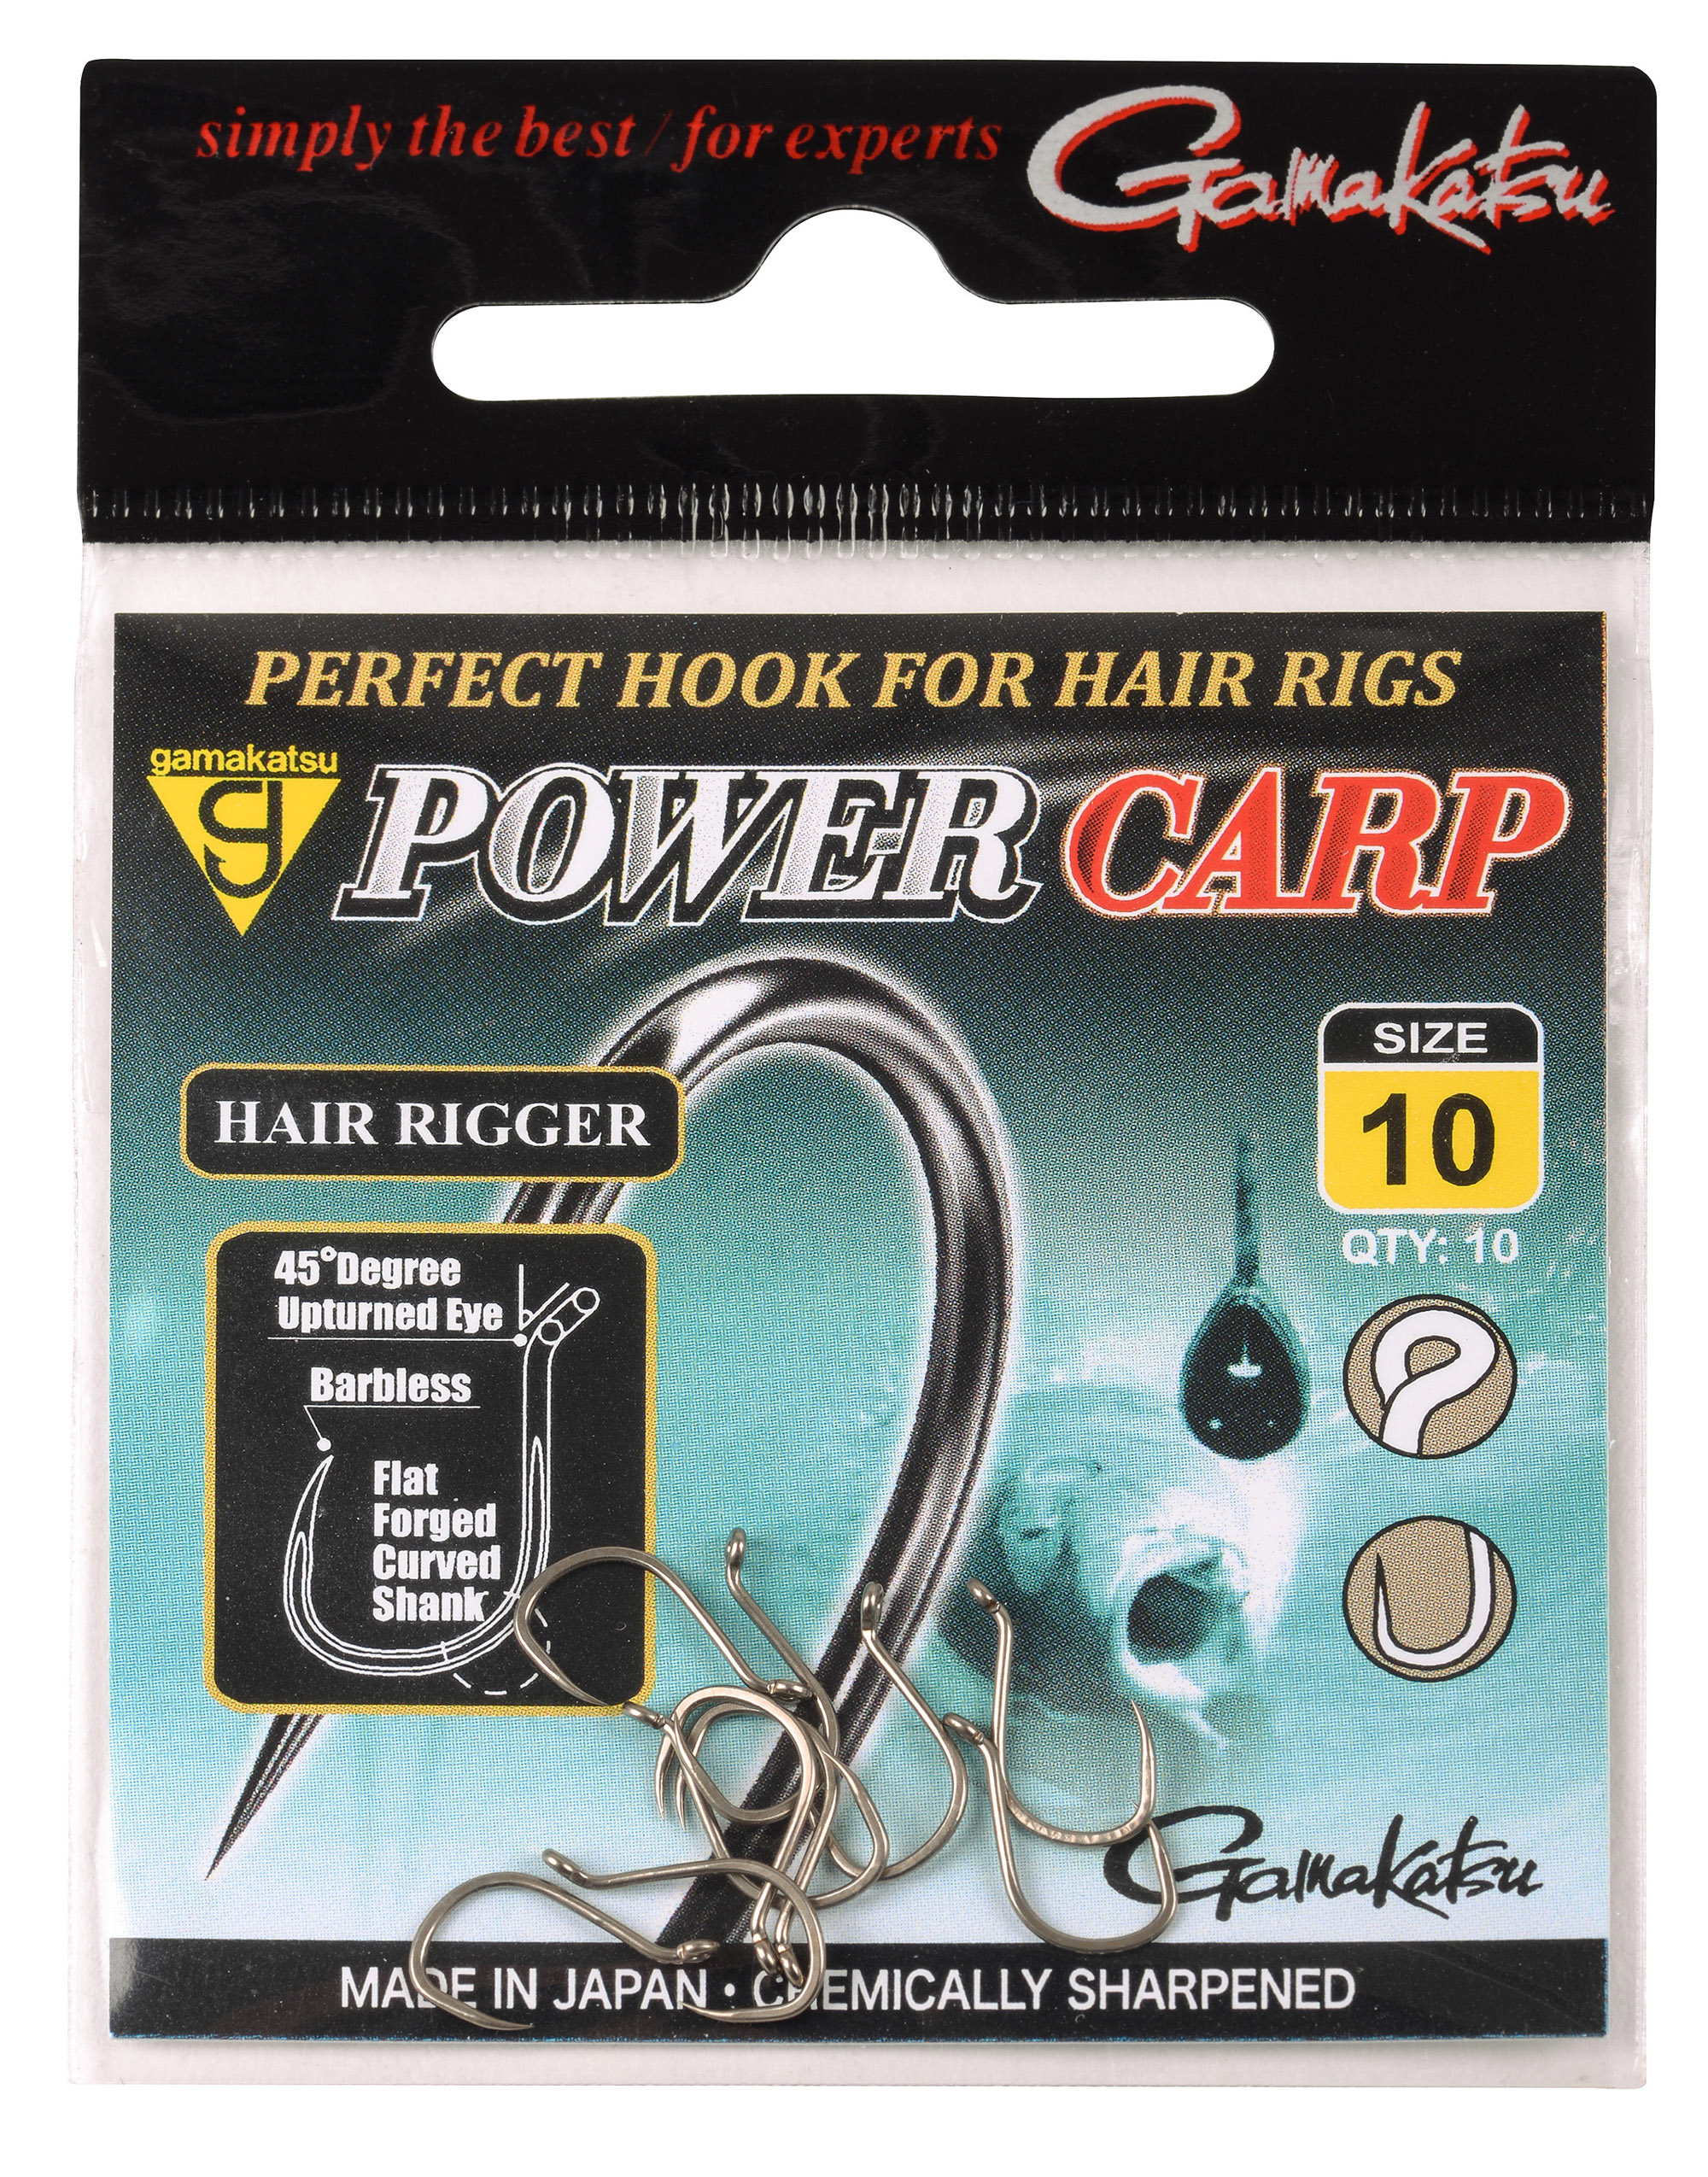 simply the best / for experts
Gamakatsu
PERFECT HOOK FOR HAIR RIGS
gamakatsu
g
POWER CARP
HAIR RIGGER
SIZE
10
QTY: 10
45°Degree
Upturned Eye
Barbless
Flat
Forged
Curved
Shank
Gamakatsu
MADE IN JAPAN • CHEMICALLY SHARPENED